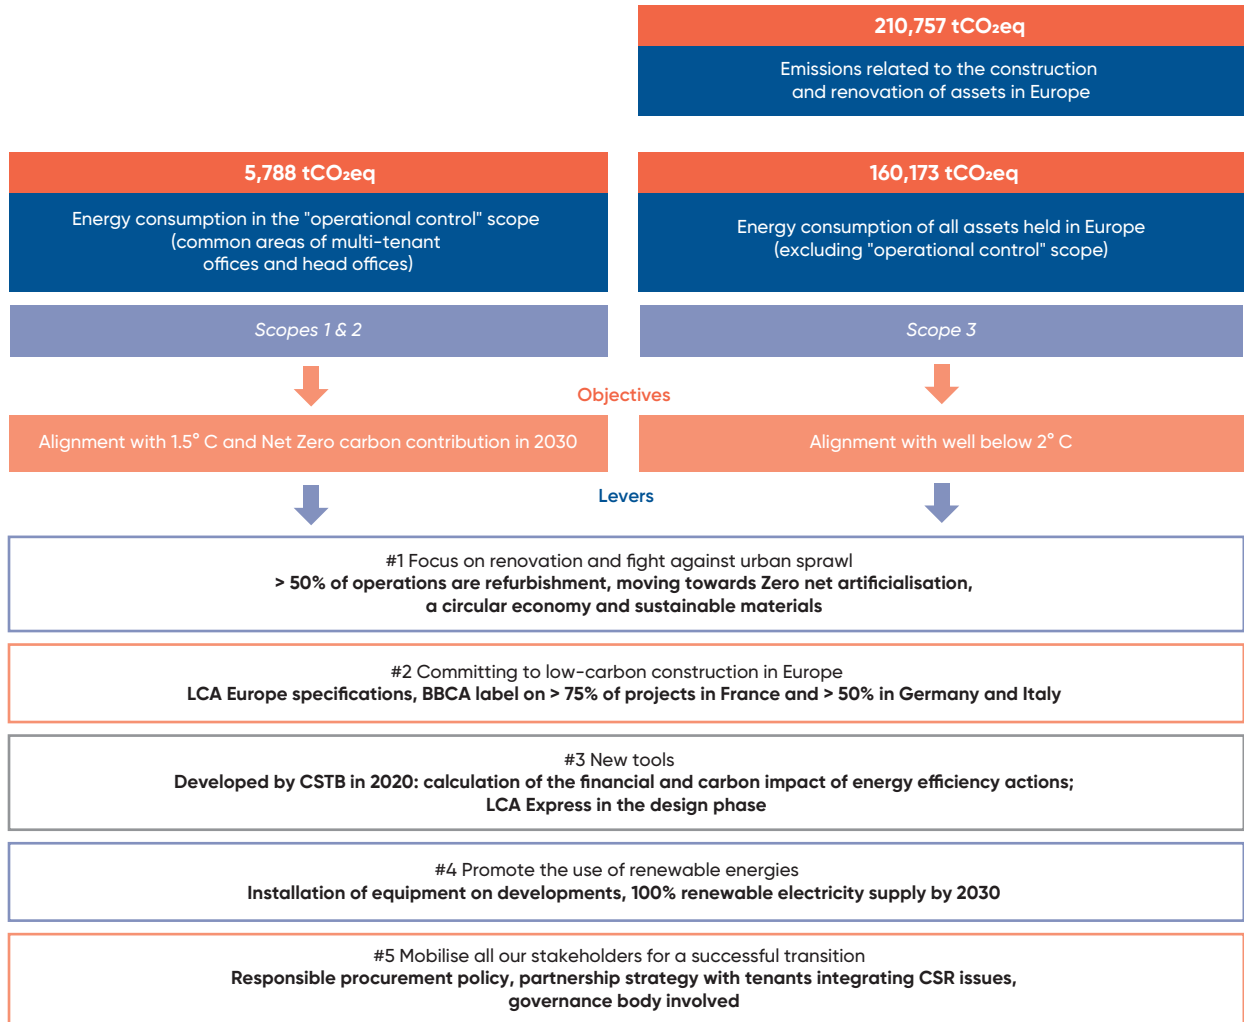 210,757 tCO₂eq
Emissions related to the construction
and renovation of assets in Europe
5,788 tCO₂eq
Energy consumption in the "operational control" scope
(common areas of multi-tenant
offices and head offices)
160,173 tCO₂eq
Energy consumption of all assets held in Europe
(excluding "operational control" scope)
Scopes 1 & 2
Scope 3
Objectives
Alignment with 1.5° C and Net Zero carbon contribution in 2030
Alignment with well below 2° C
Levers
#1 Focus on renovation and fight against urban sprawl
> 50% of operations are refurbishment, moving towards Zero net artificialisation,
a circular economy and sustainable materials
#2 Committing to low-carbon construction in Europe
LCA Europe specifications, BBCA label on > 75% of projects in France and > 50% in Germany and Italy
#3 New tools
Developed by CSTB in 2020: calculation of the financial and carbon impact of energy efficiency actions;
LCA Express in the design phase
#4 Promote the use of renewable energies
Installation of equipment on developments, 100% renewable electricity supply by 2030
#5 Mobilise all our stakeholders for a successful transition
Responsible procurement policy, partnership strategy with tenants integrating CSR issues,
governance body involved